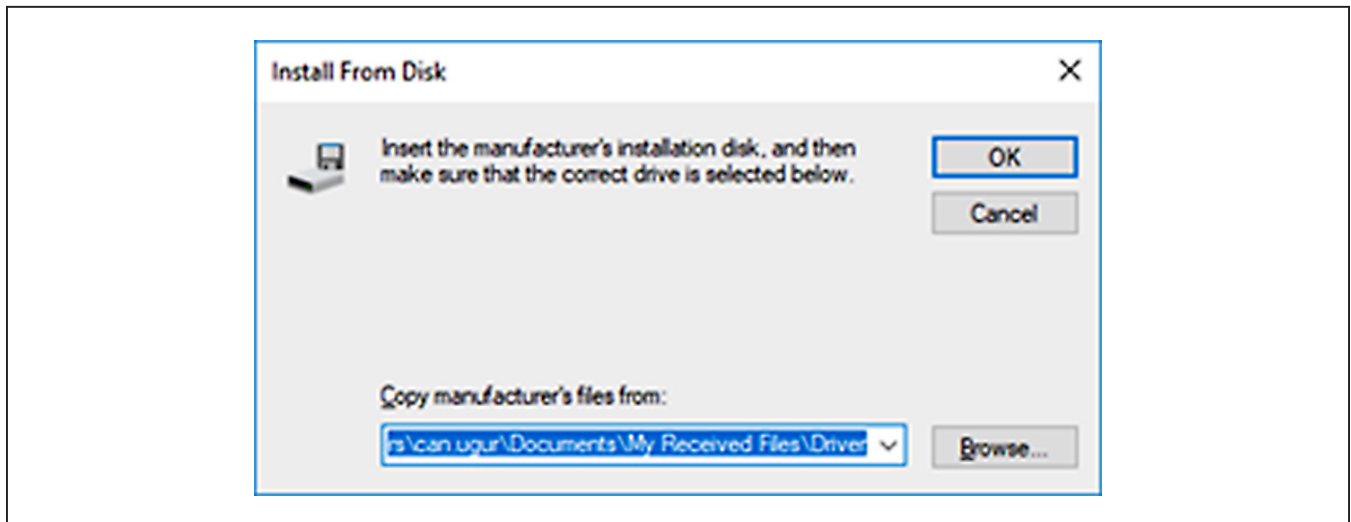 Install From Disk
Insert the manufacturer's installation disk, and then
make sure that the correct drive is selected below.
OK
Cancel
Copy manufacturer's files from:
rs\can.ugur\Documents\My Received Files\Driver
Browse...